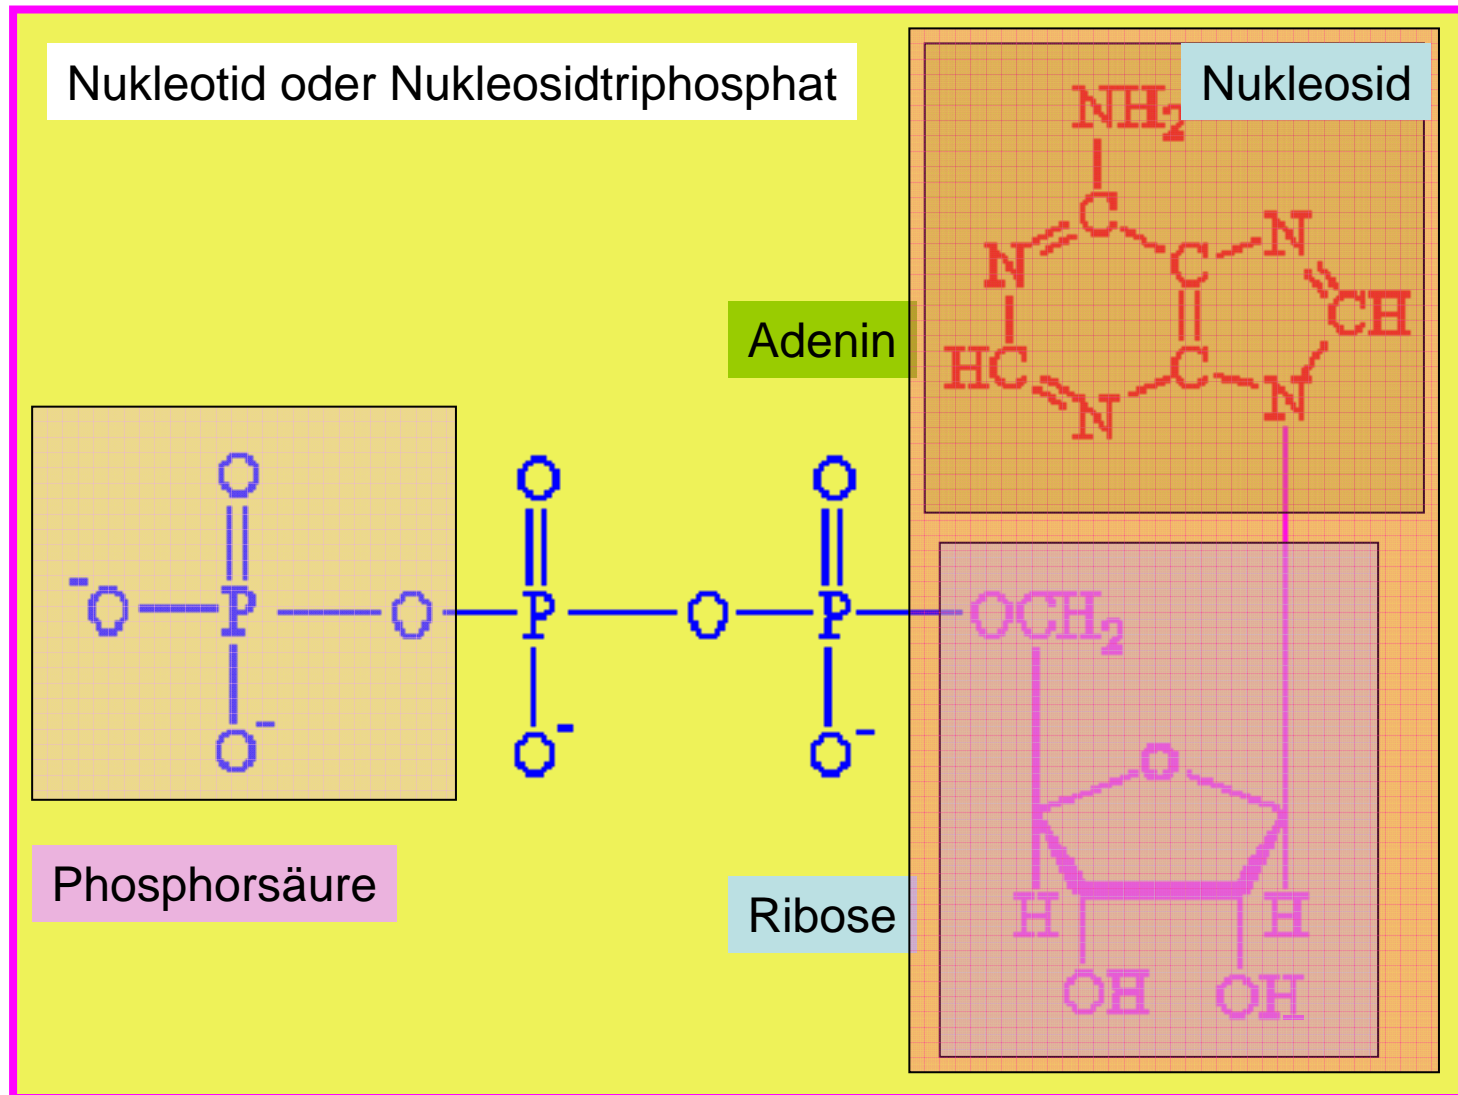 Nukleotid oder Nukleosidtriphosphat
Nukleosid
NH2
C
N C N
CH
Adenin
HC C N
N
O O O
-O P O P O P OCH2
O- O- O-
O
Phosphorsäure
Ribose
H H
OH OH